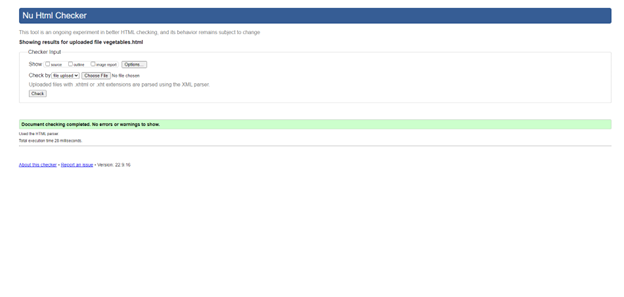 Nu Html Checker
This tool is an ongoing experiment in better HTML checking, and its behavior remains subject to change
Showing results for uploaded file vegetables.html
Checker Input
Show source outline image report Options...
Check by file upload Choose File No file chosen
Uploaded files with .xhtml or .xht extensions are parsed using the XML parser.
Check
Document checking completed. No errors or warnings to show.
Used the HTML parser.
Total execution time 20 milliseconds.
About this checker • Report an issue • Version: 22.9.16